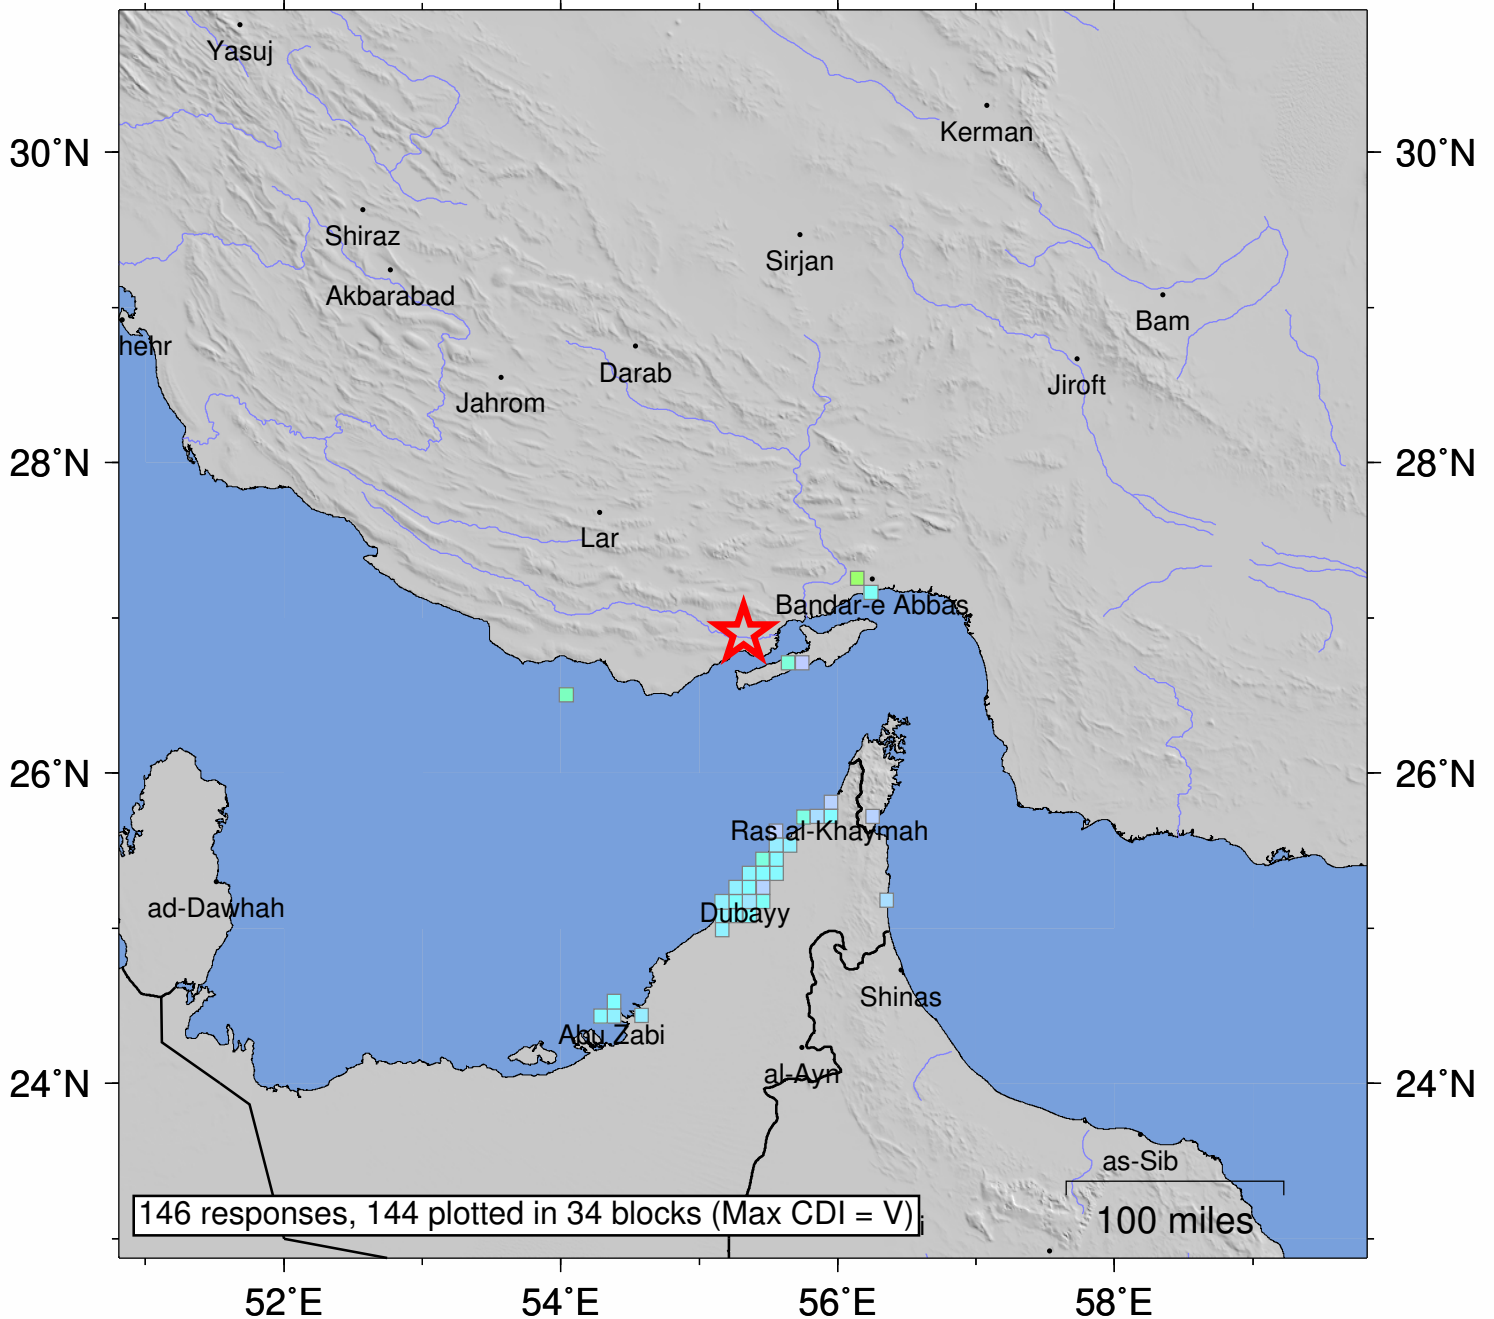 Yasuj
Kerman
30°N
30°N
Shiraz
Sirjan
Akbarabad
Bam
hehr
Darab
Jiroft
Jahrom
28°N
28°N
Lar
Bandar-e Abbas
26°N
26°N
Ras al-Khaymah
ad-Dawhah
Dubayy
Shinas
Abu Zabi
al-Ayn
24°N
24°N
as-Sib
146 responses, 144 plotted in 34 blocks (Max CDI = V)
i
100 miles
52°E
54°E
56°E
58°E